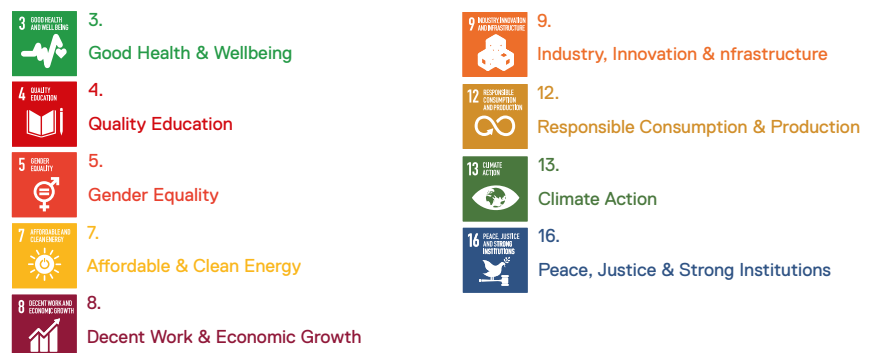 3 GOOD HEALTH
AND WELL BEING
3.
Good Health & Wellbeing
4 QUALITY
EDUCATION
4.
Quality Education
5 GENDER
EQUALITY
5.
Gender Equality
7 AFFORDABLE AND
CLEAN ENERGY
7.
Affordable & Clean Energy
8 DECENT WORK AND
ECONOMIC GROWTH
8.
Decent Work & Economic Growth
9 INDUSTRY, INNOVATION
AND INFRASTRUCTURE
9.
Industry, Innovation & nfrastructure
12 RESPONSIBLE
CONSUMPTION
AND PRODUCTION
12.
Responsible Consumption & Production
13 CLIMATE
ACTION
13.
Climate Action
16 PEACE, JUSTICE
AND STRONG
INSTITUTIONS
16.
Peace, Justice & Strong Institutions